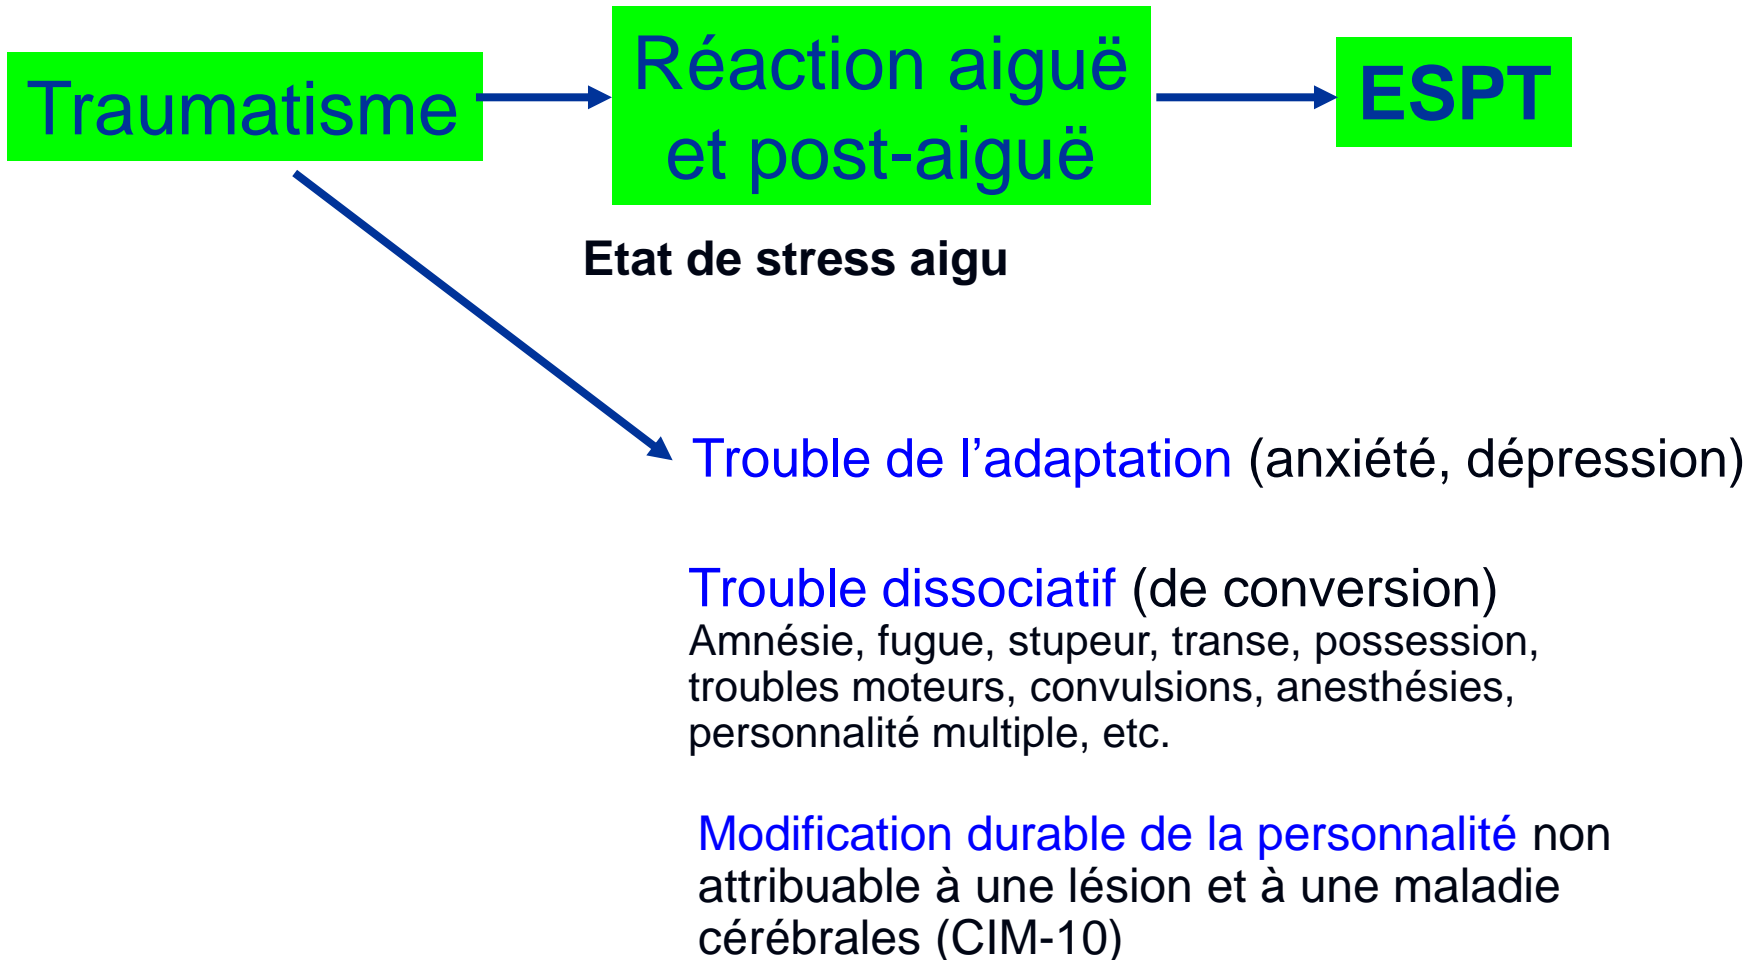 Traumatisme
Réaction aiguë
et post-aiguë
ESPT
Etat de stress aigu
Trouble de l’adaptation (anxiété, dépression)
Trouble dissociatif (de conversion)
Amnésie, fugue, stupeur, transe, possession,
troubles moteurs, convulsions, anesthésies,
personnalité multiple, etc.
Modification durable de la personnalité non
attribuable à une lésion et à une maladie
cérébrales (CIM-10)